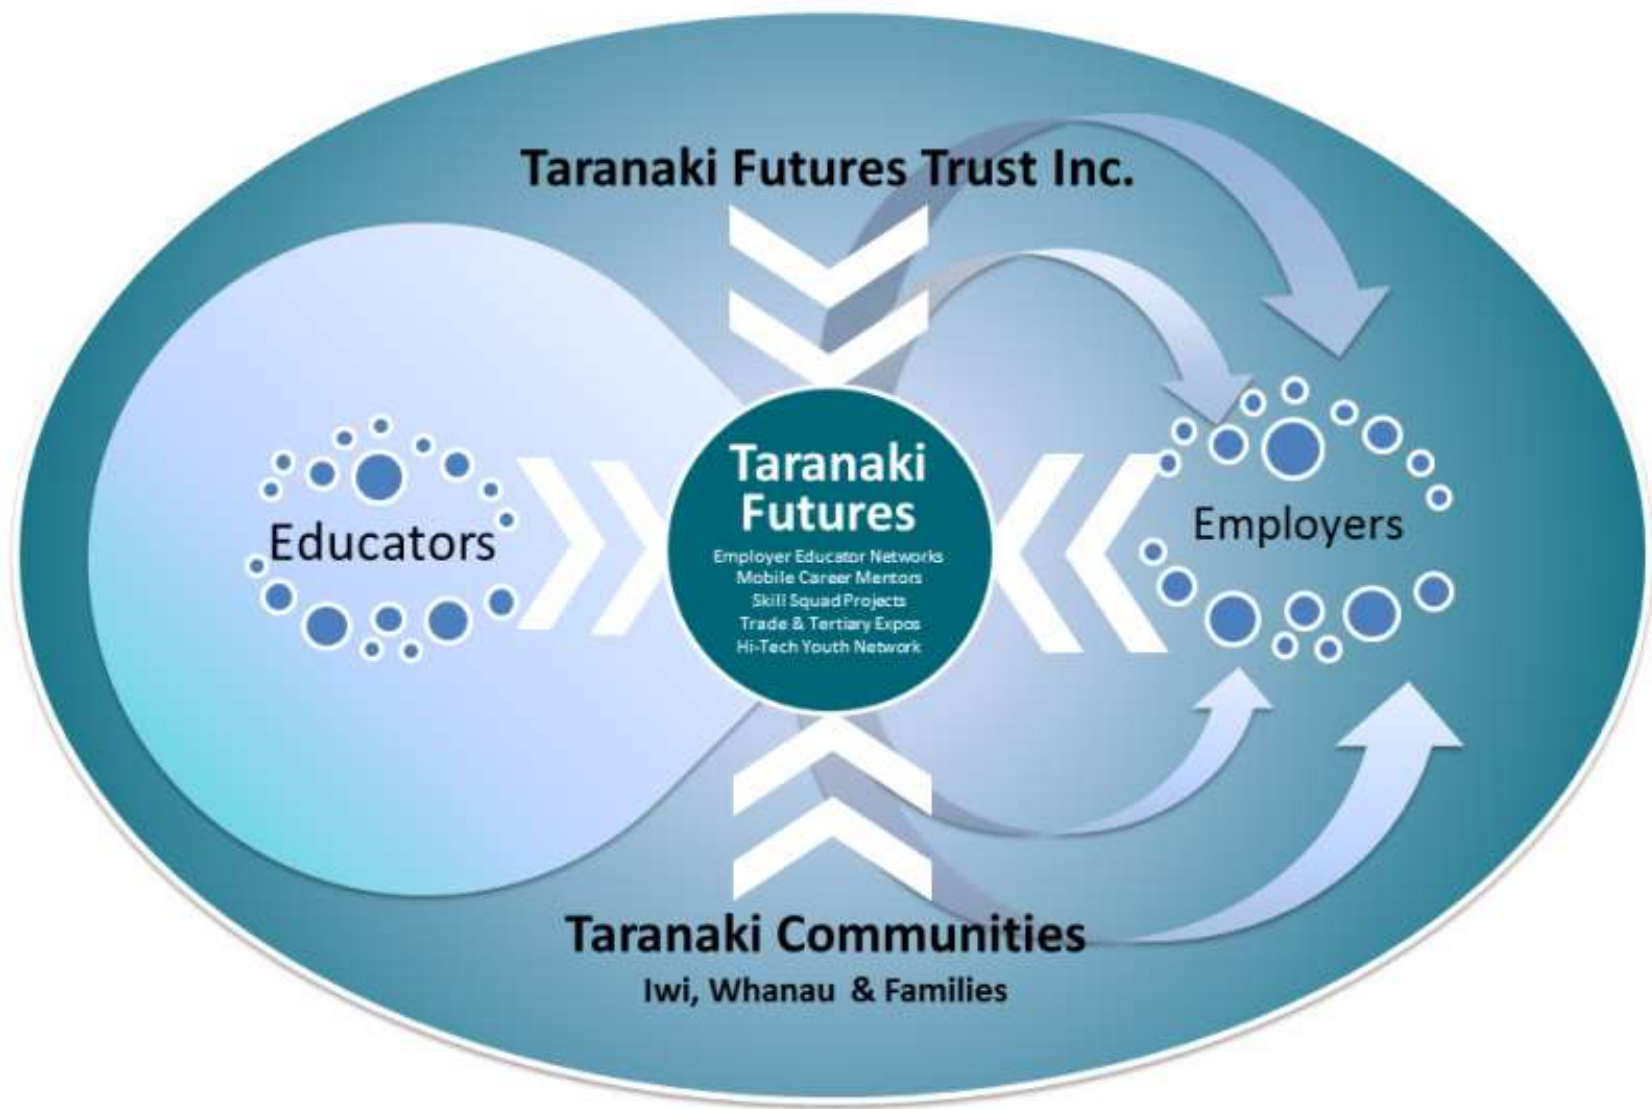 Taranaki Futures Trust Inc.
Educators
Taranaki
Futures
Employer Educator Networks
Mobile Career Mentors
Skill Squad Projects
Trade & Tertiary Expos
Hi-Tech Youth Network
Employers
Taranaki Communities
Iwi, Whanau & Families